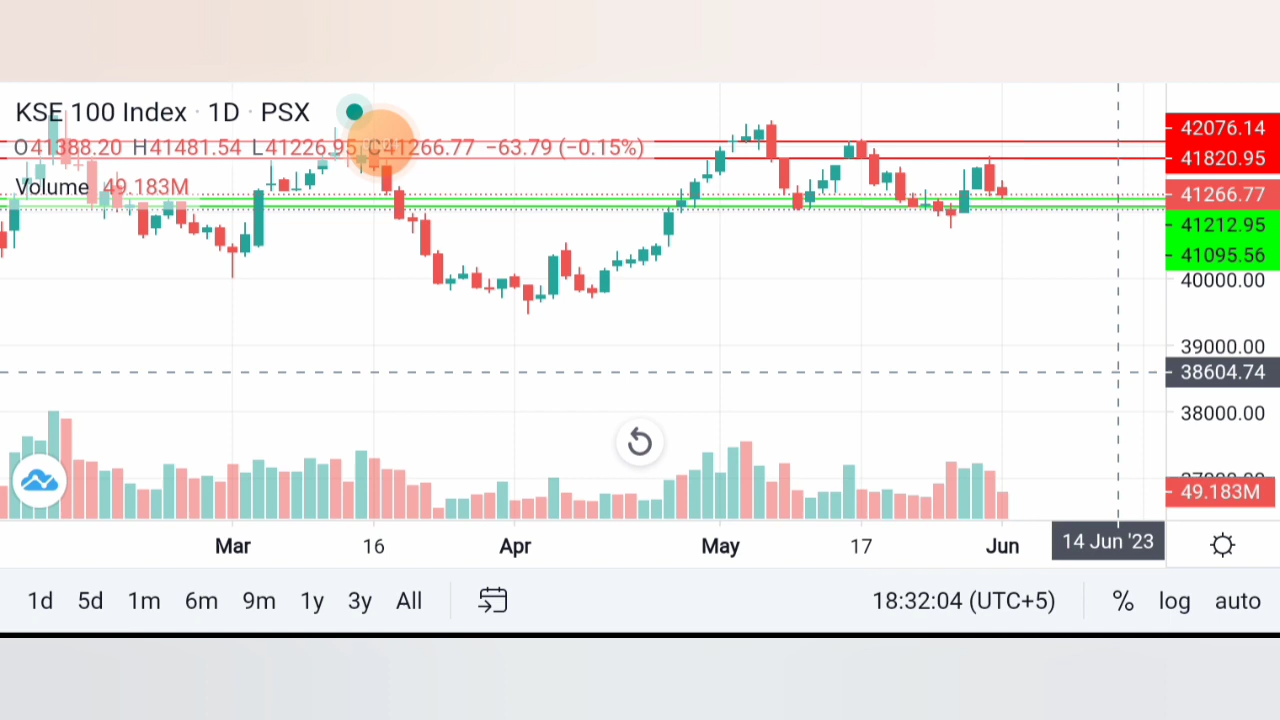 KSE 100 Index · 1D · PSX
O41388.20 H41481.54 L41226.95 C41266.77 −63.79 (−0.15%)
Volume 49.183M
42076.14
41820.95
41266.77
41212.95
41095.56
40000.00
39000.00
38604.74
38000.00
49.183M
Mar 16 Apr May 17 Jun 14 Jun '23
1d 5d 1m 6m 9m 1y 3y All 18:32:04 (UTC+5) % log auto